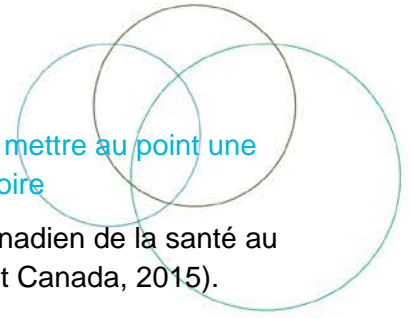 mettre au point une
oire
nadien de la santé au
t Canada, 2015).